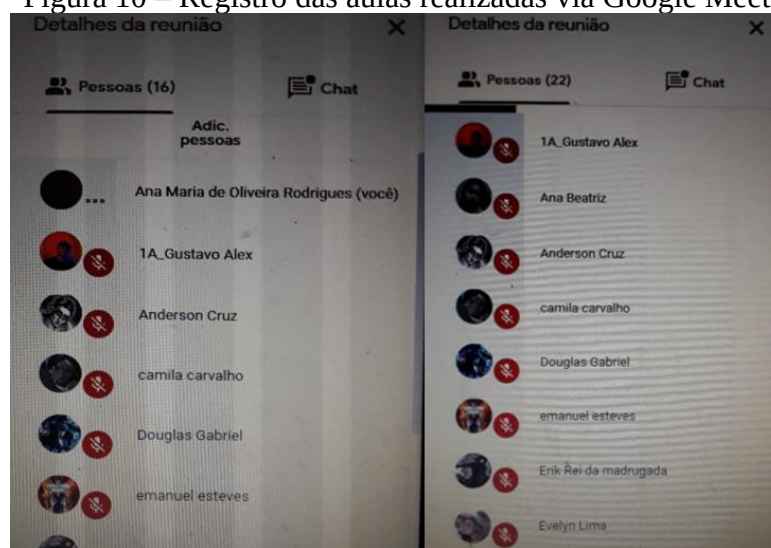 Figura 10 – Registro das aulas realizadas via Google Meet
Detalhes da reunião
Pessoas (16)
Chat
Adic.
pessoas
Ana Maria de Oliveira Rodrigues (você)
1A_Gustavo Alex
Anderson Cruz
camila carvalho
Douglas Gabriel
emanuel esteves
Detalhes da reunião
Pessoas (22)
Chat
1A_Gustavo Alex
Ana Beatriz
Anderson Cruz
camila carvalho
Douglas Gabriel
emanuel esteves
Erik Rei da madrugada
Evelyn Lima